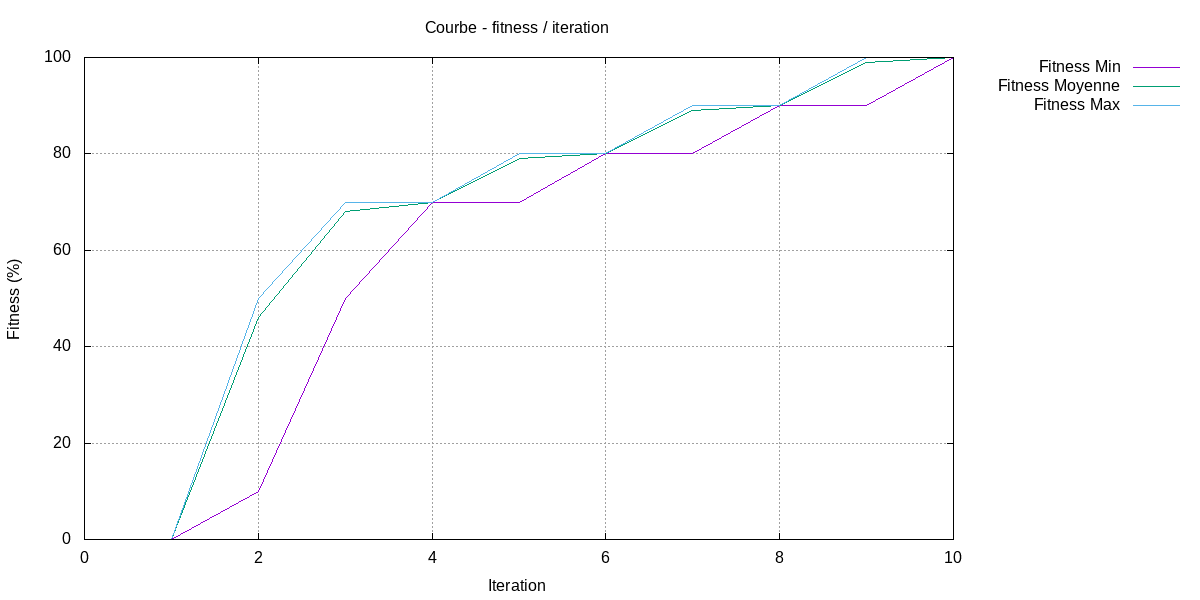 Courbe - fitness / iteration
Fitness Min
Fitness Moyenne
Fitness Max
100
80
60
40
20
0
Fitness (%)
0 2 4 6 8 10
Iteration